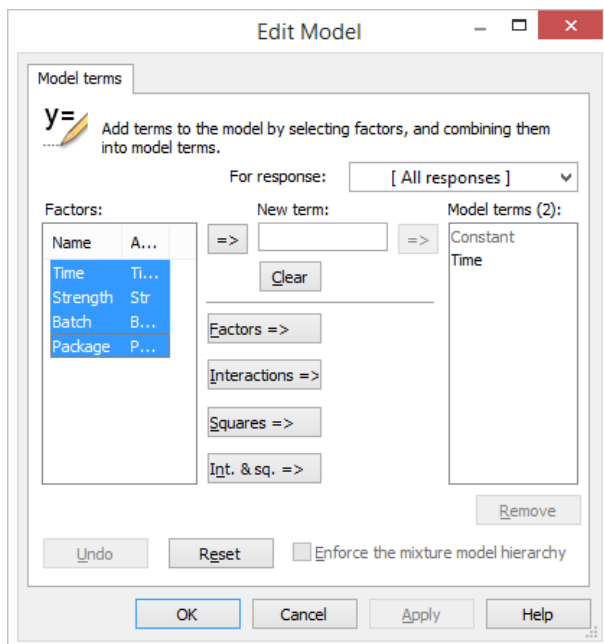 Edit Model
Model terms
y=
Add terms to the model by selecting factors, and combining them
into model terms.
For response:
[ All responses ]
Factors:
New term:
Model terms (2):
Name A...
Time Ti...
Strength Str
Batch B...
Package P...
=>
=>
Clear
Factors =>
Interactions =>
Squares =>
Int. & sq. =>
Constant
Time
Remove
Undo
Reset
Enforce the mixture model hierarchy
OK
Cancel
Apply
Help